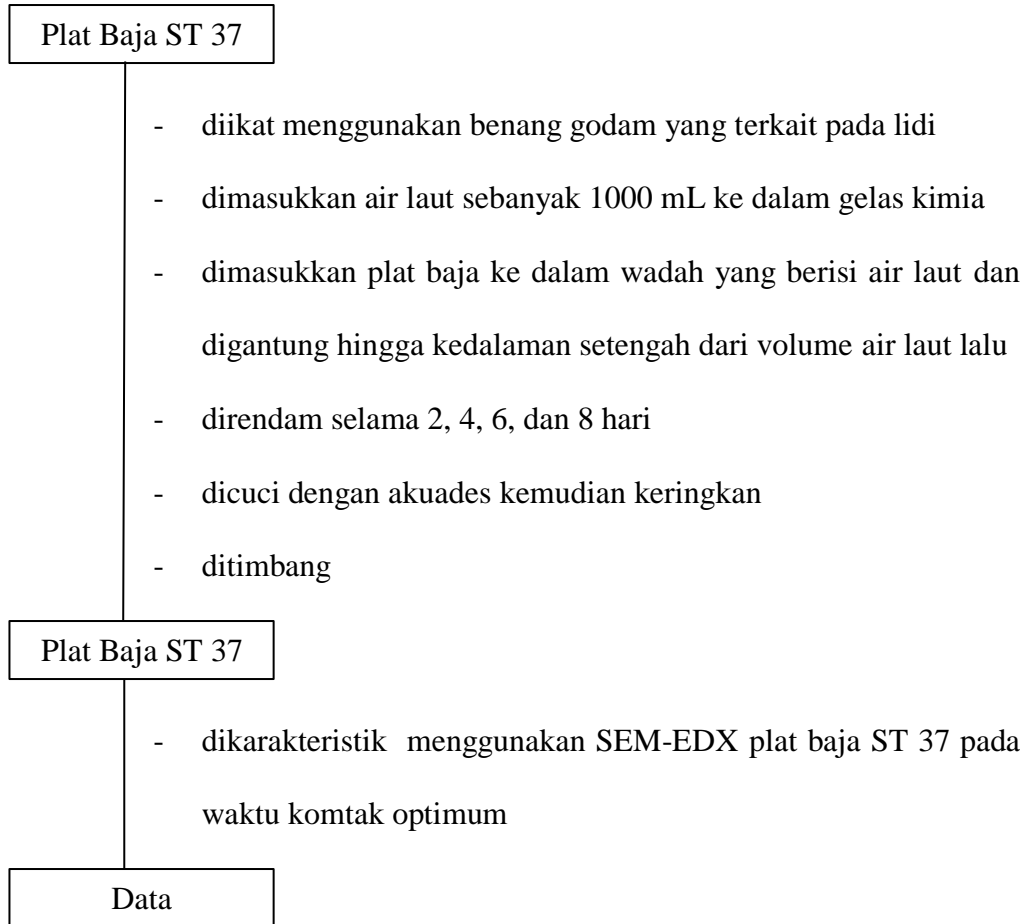 Plat Baja ST 37
- diikat menggunakan benang godam yang terkait pada lidi
- dimasukkan air laut sebanyak 1000 mL ke dalam gelas kimia
- dimasukkan plat baja ke dalam wadah yang berisi air laut dan
digantung hingga kedalaman setengah dari volume air laut lalu
- direndam selama 2, 4, 6, dan 8 hari
- dicuci dengan akuades kemudian keringkan
- ditimbang
Plat Baja ST 37
- dikarakteristik menggunakan SEM-EDX plat baja ST 37 pada
waktu komtak optimum
Data